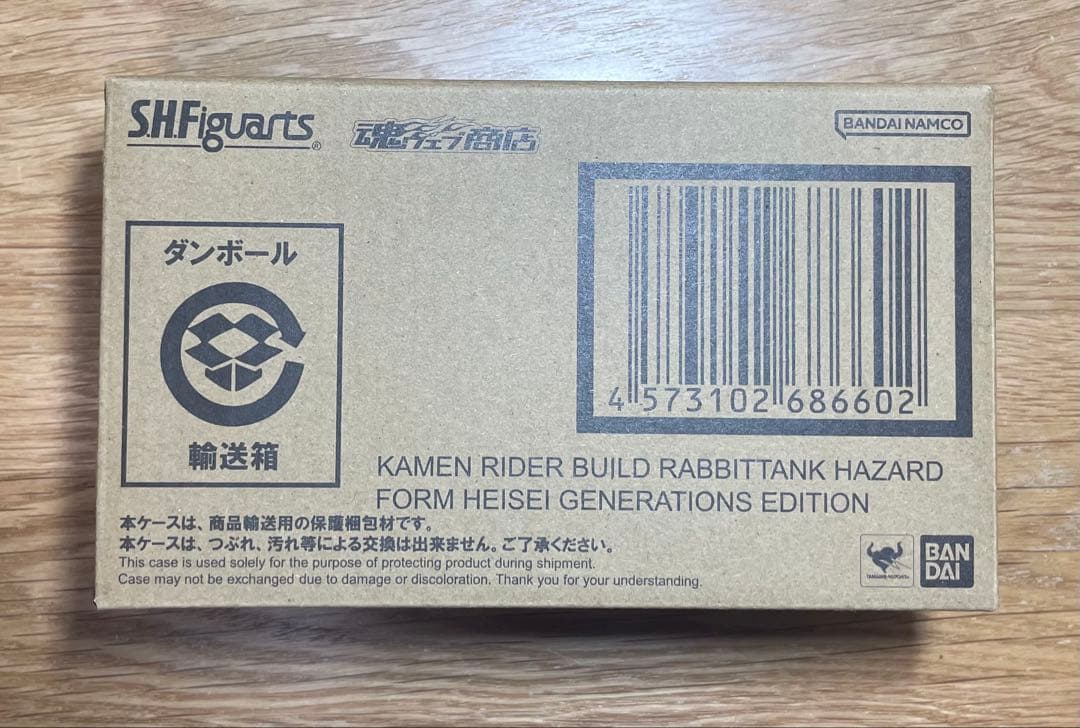 S.H.Figuarts®
魂ウェブ商店
BANDAI NAMCO
ダンボール
輸送箱
4 573102 686602
KAMEN RIDER BUILD RABBITTANK HAZARD
FORM HEISEI GENERATIONS EDITION
本ケースは、商品輸送用の保護梱包材です。
本ケースは、つぶれ、汚れ等による交換は出来ません。ご了承ください。
This case is used solely for the purpose of protecting product during shipment.
Case may not be exchanged due to damage or discoloration. Thank you for your understanding.
BAN
DAI